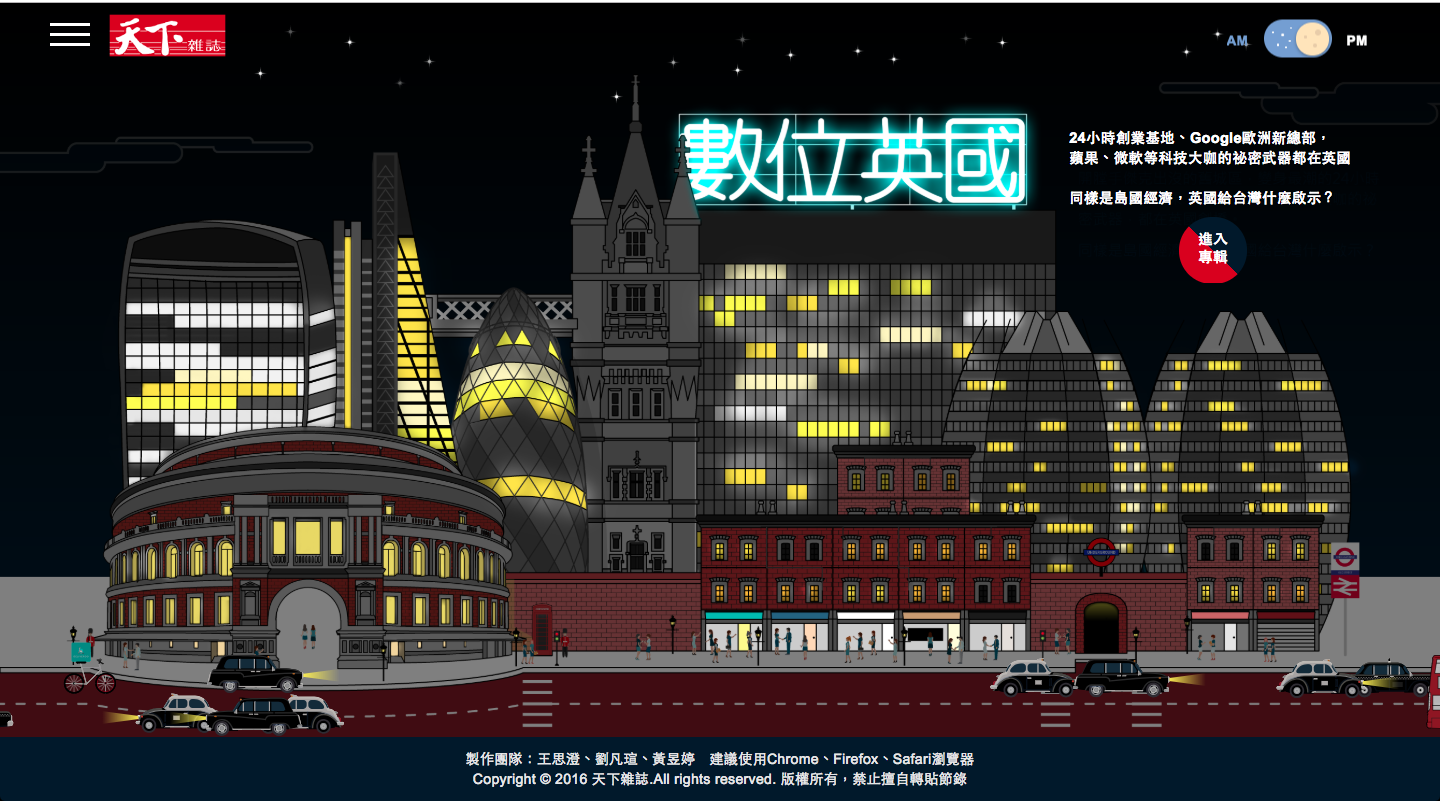 天下雜誌
AM
PM
數位英國
24小時創業基地、Google歐洲新總部，
蘋果、微軟等科技大咖的祕密武器都在英國
同樣是島國經濟，英國給台灣什麼啟示？
進入
專輯
UNDERGROUND
製作團隊：王思澄、劉凡瑄、黃昱婷　建議使用Chrome、Firefox、Safari瀏覽器
Copyright © 2016 天下雜誌.All rights reserved. 版權所有，禁止擅自轉貼節錄